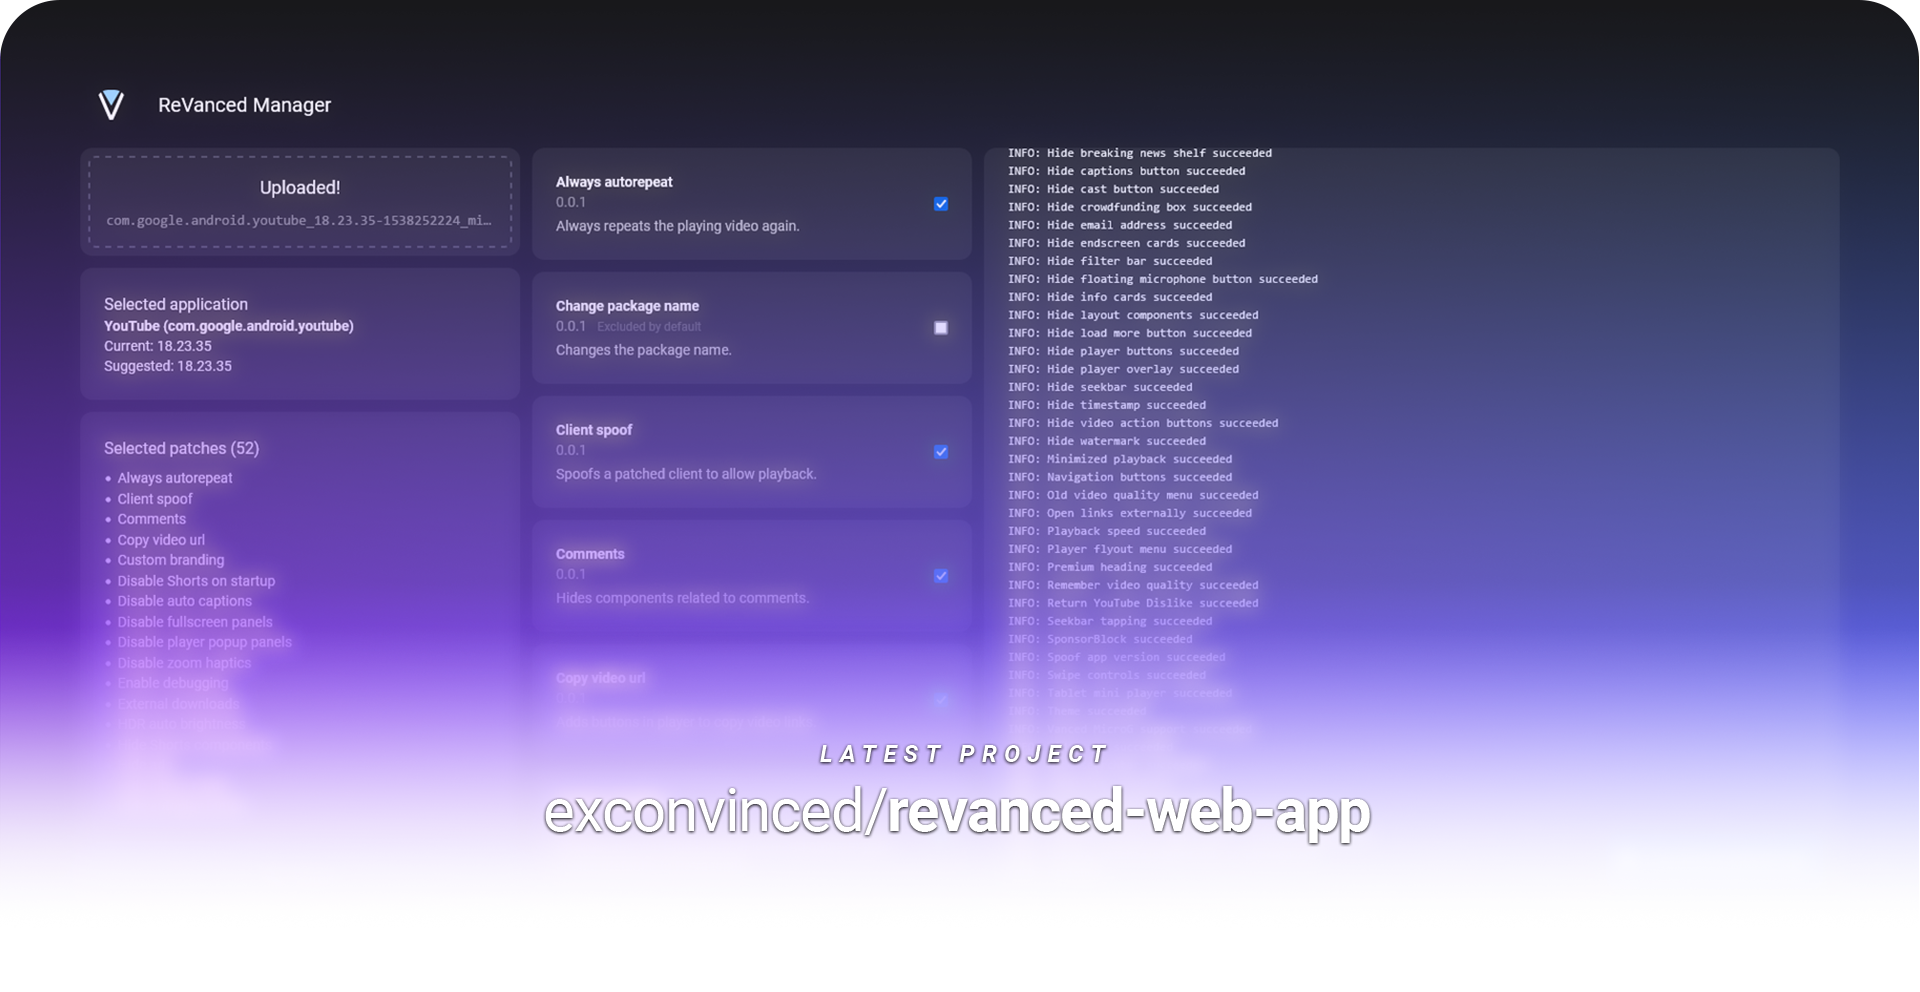 ReVanced Manager
Uploaded!
com.google.android.youtube_18.23.35-1538252224_mi…
Selected application
YouTube (com.google.android.youtube)
Current: 18.23.35
Suggested: 18.23.35
Selected patches (52)
• Always autorepeat
• Client spoof
• Comments
• Copy video url
• Custom branding
• Disable Shorts on startup
• Disable auto captions
• Disable fullscreen panels
• Disable player popup panels
• Disable zoom haptics
• Enable debugging
• External downloads
Always autorepeat
0.0.1
Always repeats the playing video again.
Change package name
0.0.1 Excluded by default
Changes the package name.
Client spoof
0.0.1
Spoofs a patched client to allow playback.
Comments
0.0.1
Hides components related to comments.
Copy video url
0.0.1
INFO: Hide breaking news shelf succeeded
INFO: Hide captions button succeeded
INFO: Hide cast button succeeded
INFO: Hide crowdfunding box succeeded
INFO: Hide email address succeeded
INFO: Hide endscreen cards succeeded
INFO: Hide filter bar succeeded
INFO: Hide floating microphone button succeeded
INFO: Hide info cards succeeded
INFO: Hide layout components succeeded
INFO: Hide load more button succeeded
INFO: Hide player buttons succeeded
INFO: Hide player overlay succeeded
INFO: Hide seekbar succeeded
INFO: Hide timestamp succeeded
INFO: Hide video action buttons succeeded
INFO: Hide watermark succeeded
INFO: Minimized playback succeeded
INFO: Navigation buttons succeeded
INFO: Old video quality menu succeeded
INFO: Open links externally succeeded
INFO: Playback speed succeeded
INFO: Player flyout menu succeeded
INFO: Premium heading succeeded
INFO: Remember video quality succeeded
INFO: Return YouTube Dislike succeeded
INFO: Seekbar tapping succeeded
INFO: SponsorBlock succeeded
INFO: Spoof app version succeeded
INFO: Swipe controls succeeded
INFO: Tablet mini player succeeded
INFO: Theme succeeded
LATEST PROJECT
exconvinced/revanced-web-app